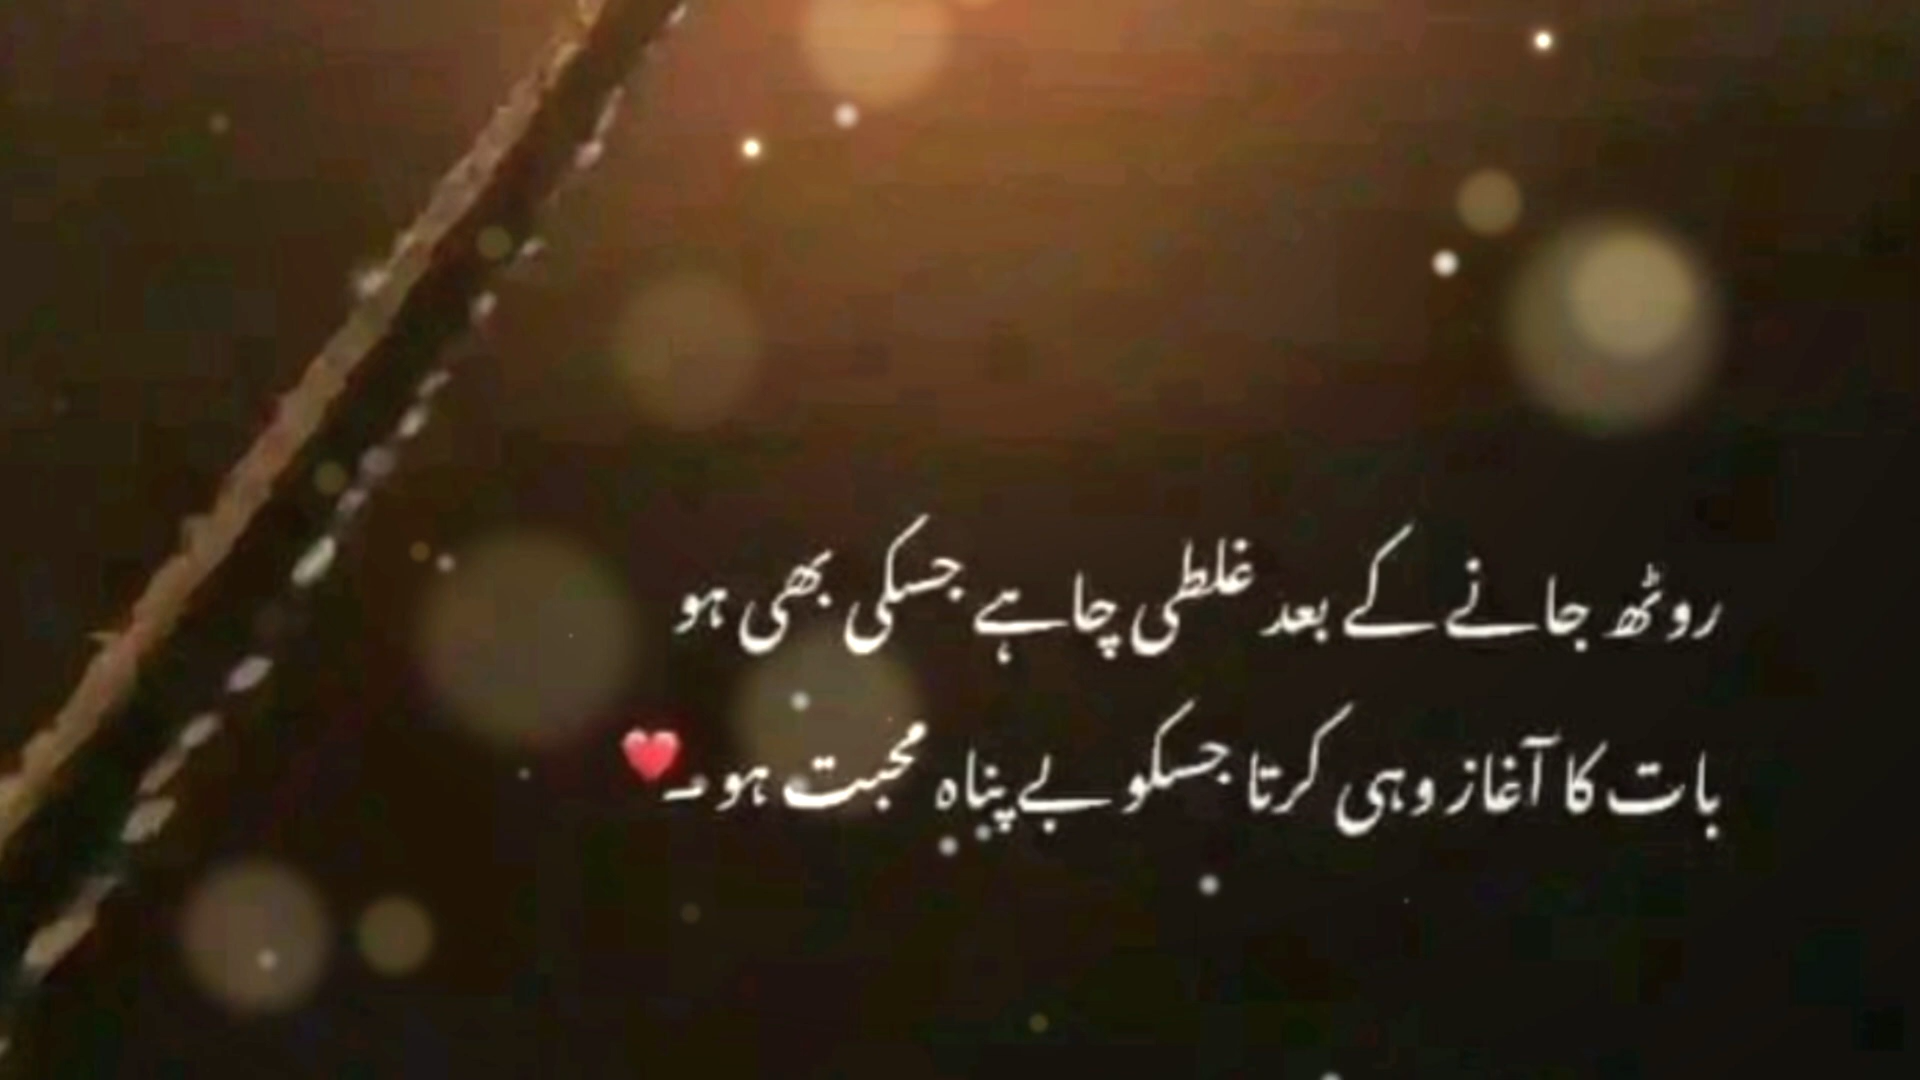 روٹھ جانے کے بعد غلطی چاہے جسکی بھی ہو
بات کا آغاز وہی کرتا جسکو بے پناہ محبت ہو۔❤